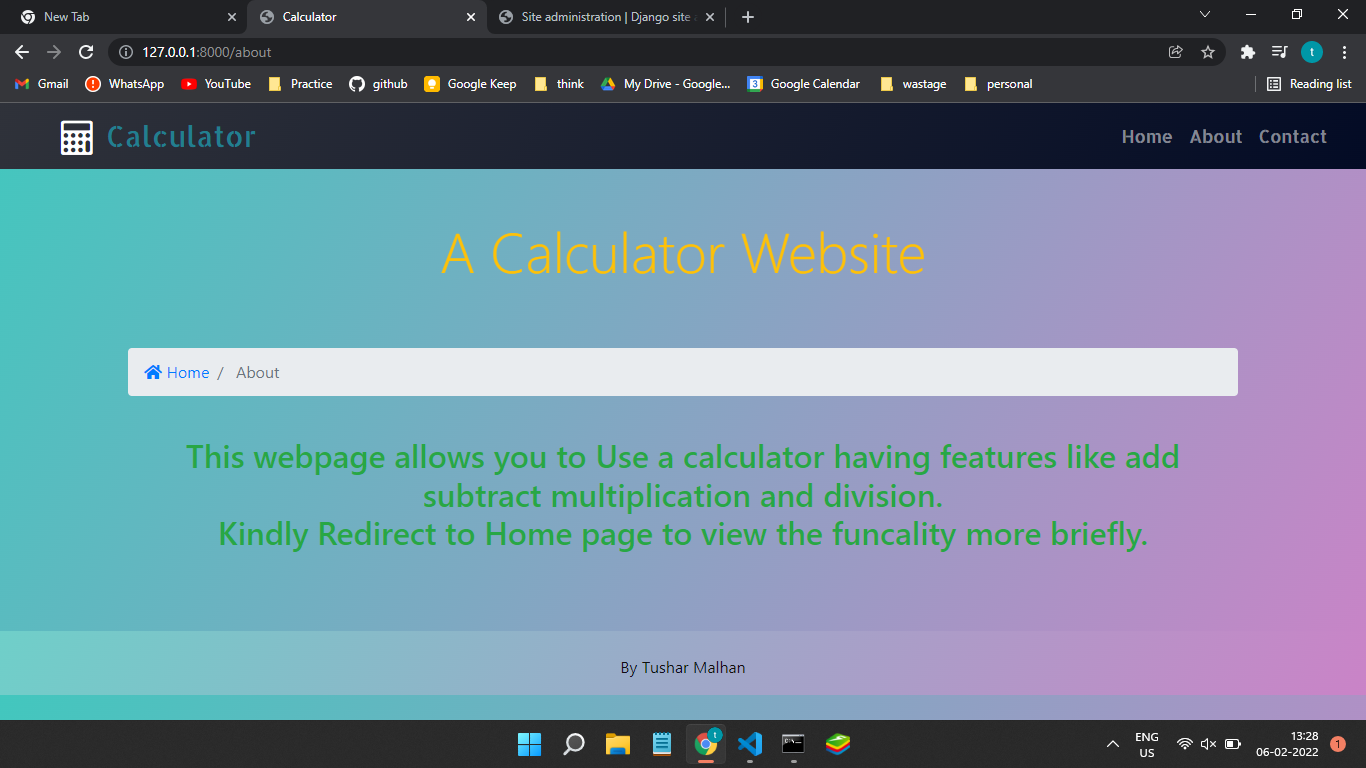 New Tab
Calculator
Site administration | Django site
127.0.0.1:8000/about
t
Gmail
WhatsApp
YouTube
Practice
github
Google Keep
think
My Drive - Google...
3
Google Calendar
wastage
personal
Reading list
Calculator
Home About Contact
A Calculator Website
Home / About
This webpage allows you to Use a calculator having features like add
subtract multiplication and division.
Kindly Redirect to Home page to view the funcality more briefly.
By Tushar Malhan
t
ENG
US
13:28
06-02-2022
1